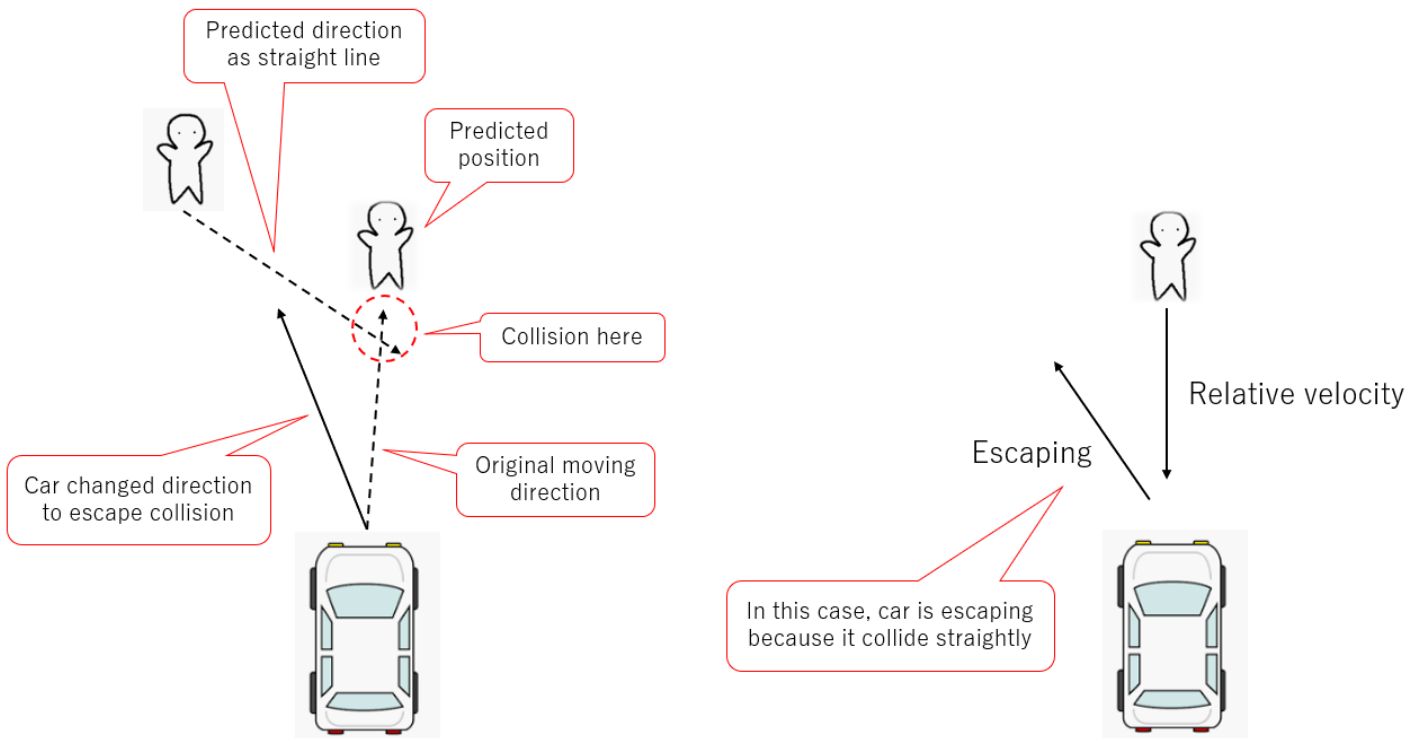 Predicted direction
as straight line
Predicted
position
Collision here
Original moving
direction
Car changed direction
to escape collision
Relative velocity
Escaping
In this case, car is escaping
because it collide straightly